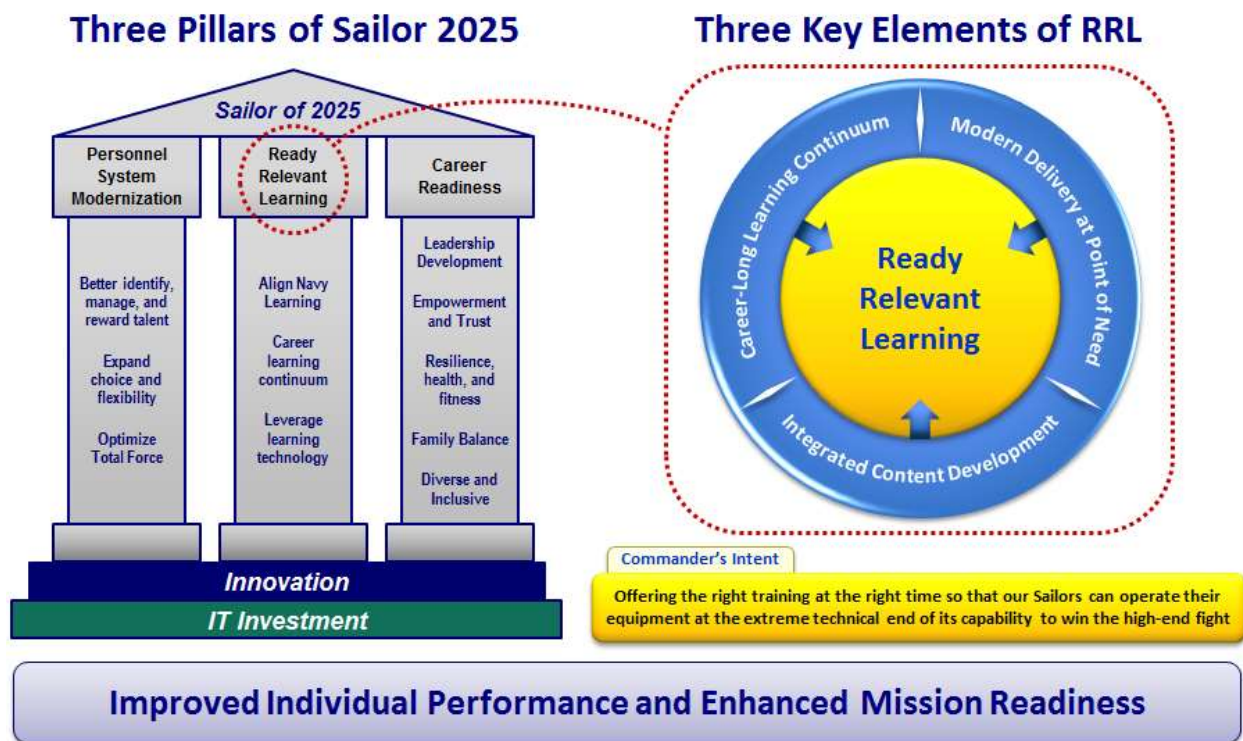 Three Pillars of Sailor 2025
Sailor of 2025
Personnel
System
Modernization
Better identify,
manage, and
reward talent
Expand
choice and
flexibility
Optimize
Total Force
Ready
Relevant
Learning
Align Navy
Learning
Career
learning
continuum
Leverage
learning
technology
Career
Readiness
Leadership
Development
Empowerment
and Trust
Resilience,
health, and
fitness
Family Balance
Diverse and
Inclusive
Innovation
IT Investment
Three Key Elements of RRL
Career-Long Learning Continuum
Modern Delivery at Point of Need
Integrated Content Development
Ready
Relevant
Learning
Commander's Intent
Offering the right training at the right time so that our Sailors can operate their
equipment at the extreme technical end of its capability to win the high-end fight
Improved Individual Performance and Enhanced Mission Readiness